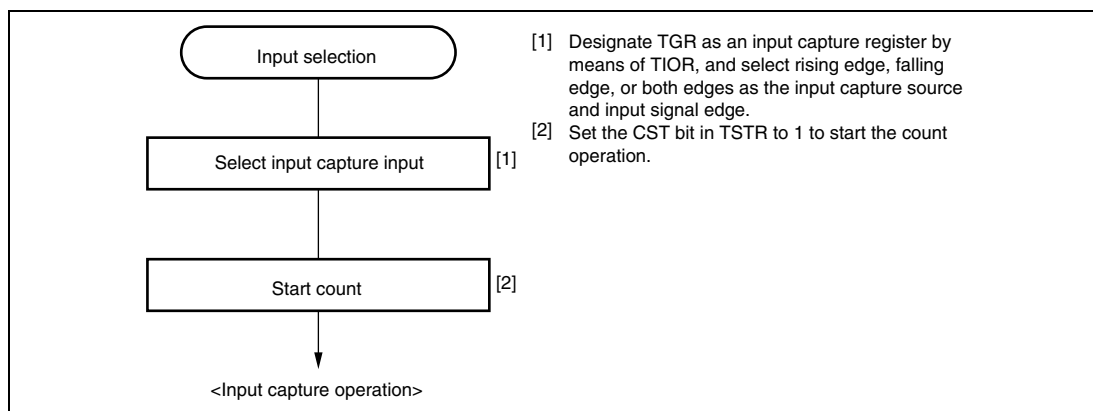 Input selection
Select input capture input
[1]
Start count
[2]
<Input capture operation>
[1] Designate TGR as an input capture register by
means of TIOR, and select rising edge, falling
edge, or both edges as the input capture source
and input signal edge.
[2] Set the CST bit in TSTR to 1 to start the count
operation.